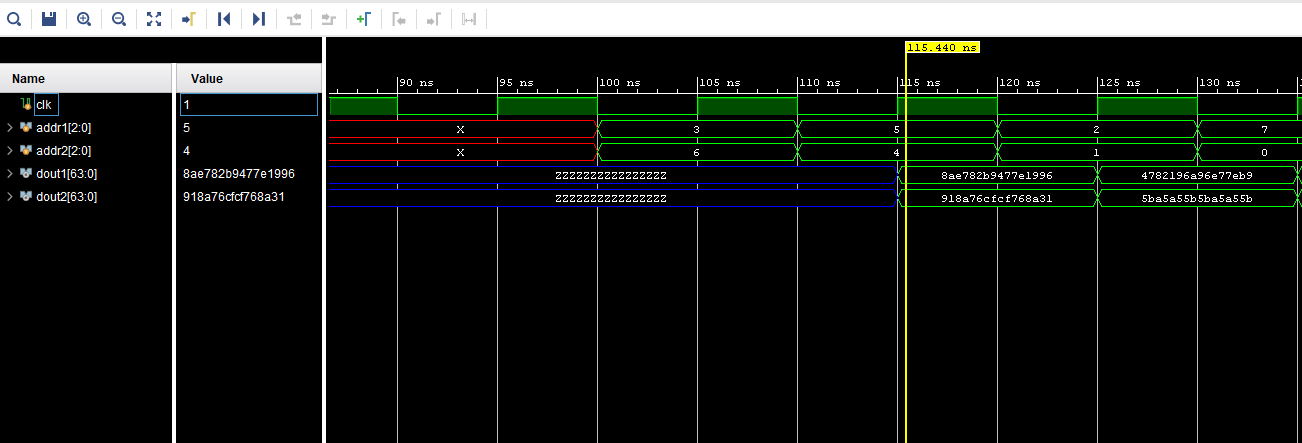 115.440 ns
Name Value
90 ns 95 ns 100 ns 105 ns 110 ns 115 ns 120 ns 125 ns 130 ns
clk 1
addr1[2:0] 5 X 3 5 2 7
addr2[2:0] 4 X 6 4 1 0
dout1[63:0] 8ae782b9477e1996 ZZZZZZZZZZZZZZZZ 8ae782b9477e1996 4782196a96e77eb9
dout2[63:0] 918a76cfcf768a31 ZZZZZZZZZZZZZZZZ 918a76cfcf768a31 5ba5a55b5ba5a55b